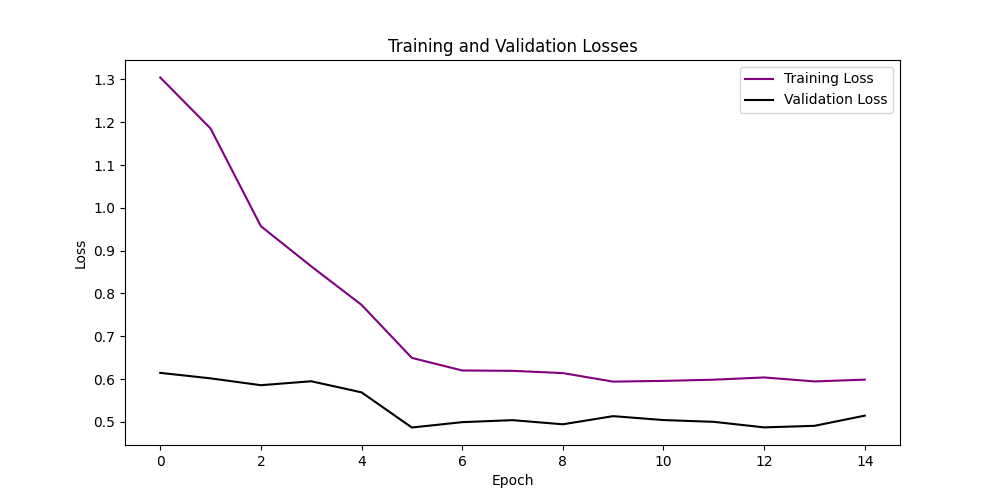 Training and Validation Losses
Training Loss
Validation Loss
Loss
1.3
1.2
1.1
1.0
0.9
0.8
0.7
0.6
0.5
0 2 4 6 8 10 12 14
Epoch